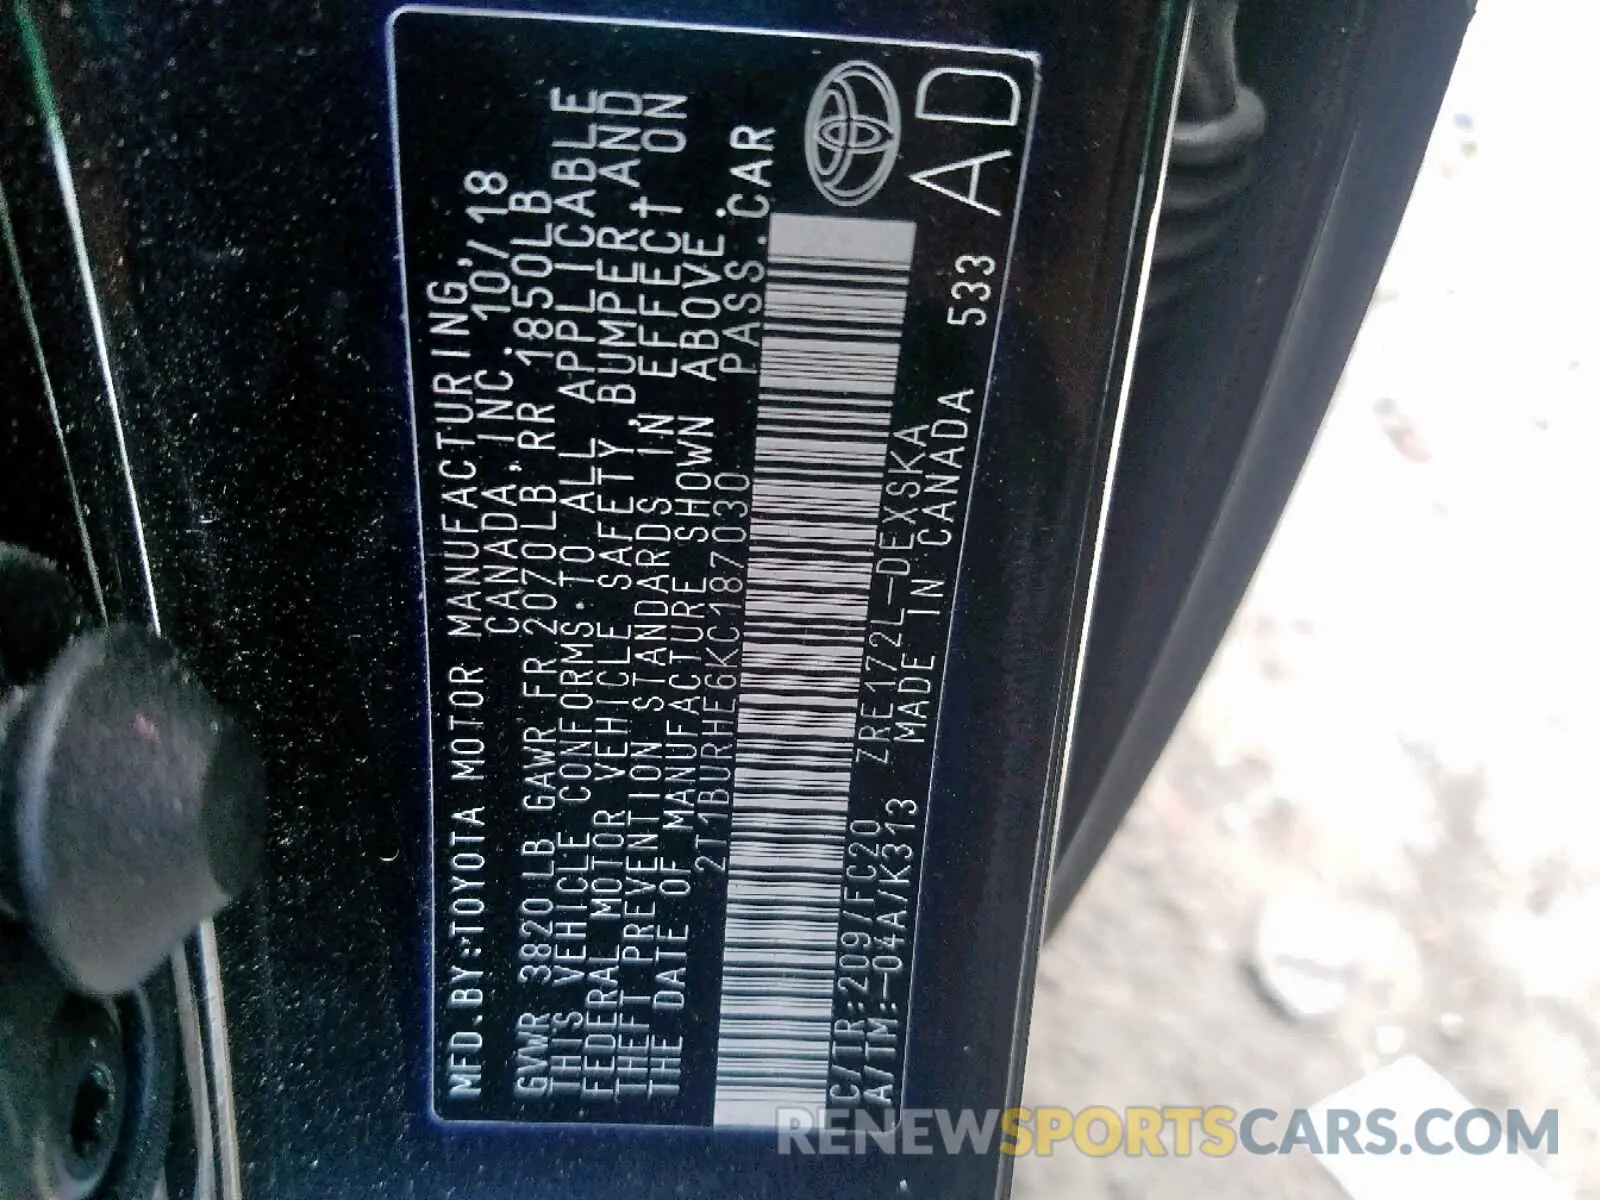 MFD.BY:TOYOTA MOTOR MANUFACTURING,
CANADA,INC. 10/18
GVWR 3820LB GAWR FR 2070LB RR 1850LB
THIS VEHICLE CONFORMS TO ALL APPLICABLE
FEDERAL MOTOR VEHICLE SAFETY,BUMPER,AND
THEFT PREVENTION STANDARDS IN EFFECT ON
THE DATE OF MANUFACTURE SHOWN ABOVE.
2T1BURHE6KC187030 PASS.CAR
C/TR:209/FC20 ZRE172L-DEXSKA
A/TM:-04A/K313 MADE IN CANADA 533 AD
RENEWSPORTSCARS.COM